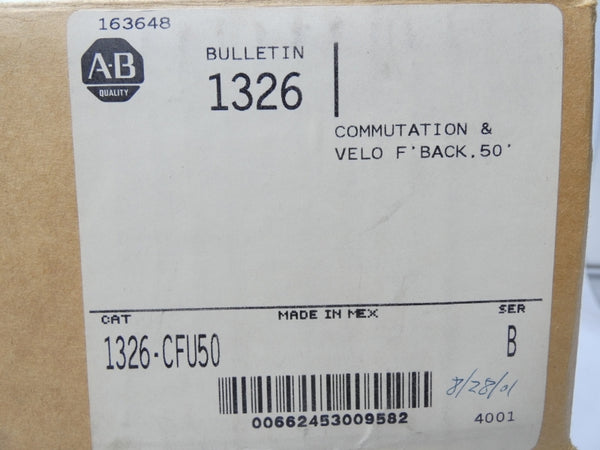 163648
A-B
QUALITY
BULLETIN
1326
COMMUTATION &
VELO F'BACK,50'
CAT MADE IN MEX SER
1326-CFU50 B
8/28/01
00662453009582 4001